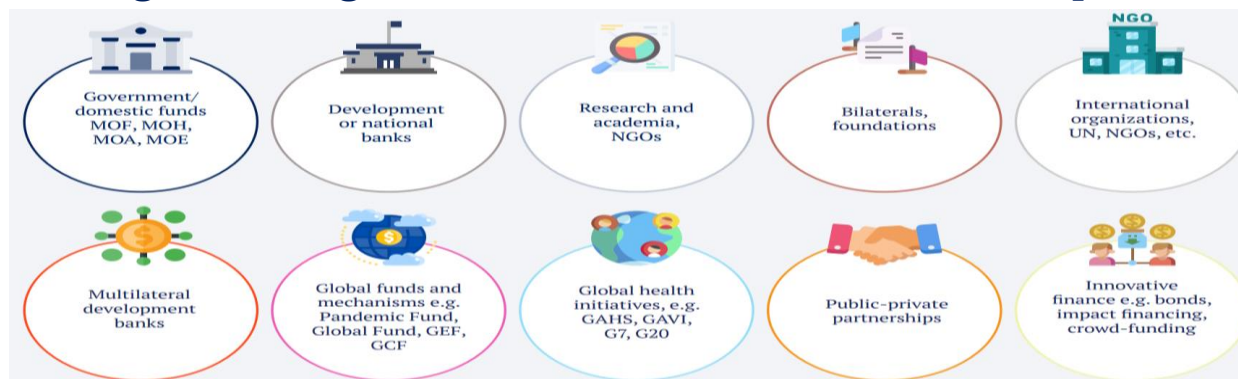 NGO
Government/
domestic funds
MOF, MOH,
MOA, MOE
Development
or national
banks
Research and
academia,
NGOs
Bilaterals,
foundations
International
organizations,
UN, NGOs, etc.
Multilateral
development
banks
Global funds and
mechanisms e.g.
Pandemic Fund,
Global Fund, GEF,
GCF
Global health
initiatives, e.g.
GAHS, GAVI,
G7, G20
Public-private
partnerships
Innovative
finance e.g. bonds,
impact financing,
crowd-funding